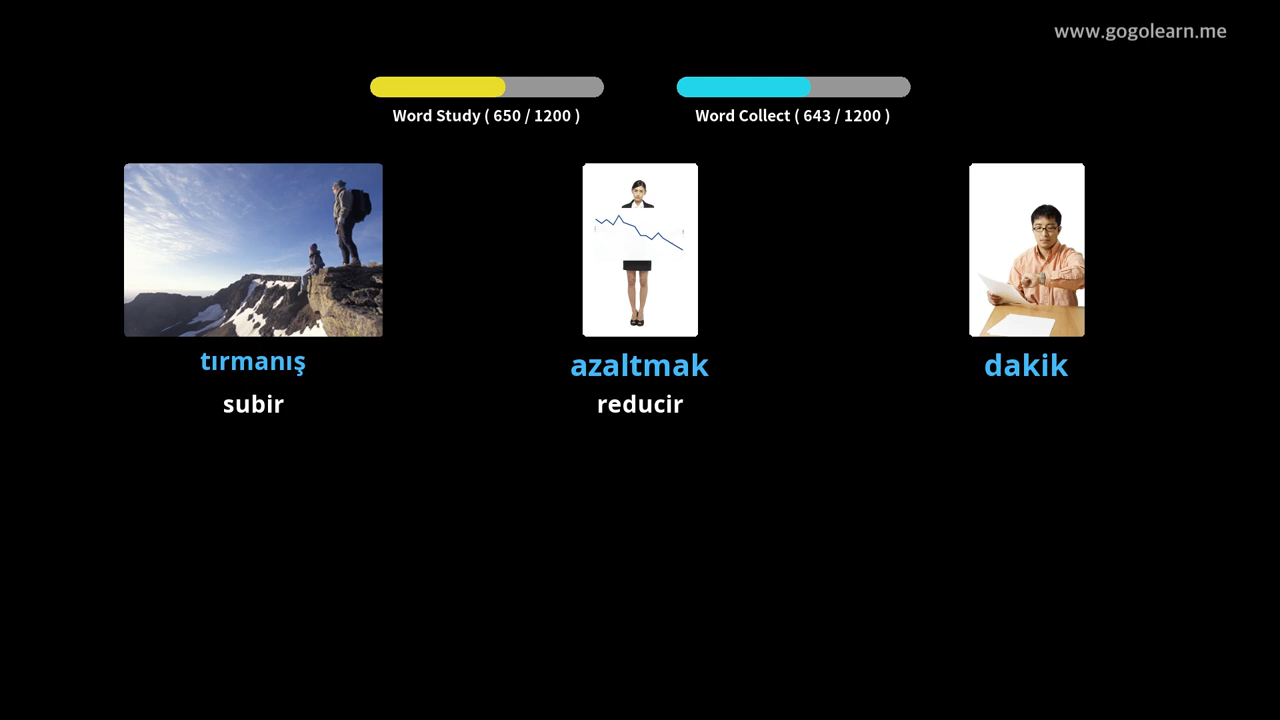 www.gogolearn.me
Word Study ( 650 / 1200 )
Word Collect ( 643 / 1200 )
tırmanış
subir
azaltmak
reducir
dakik